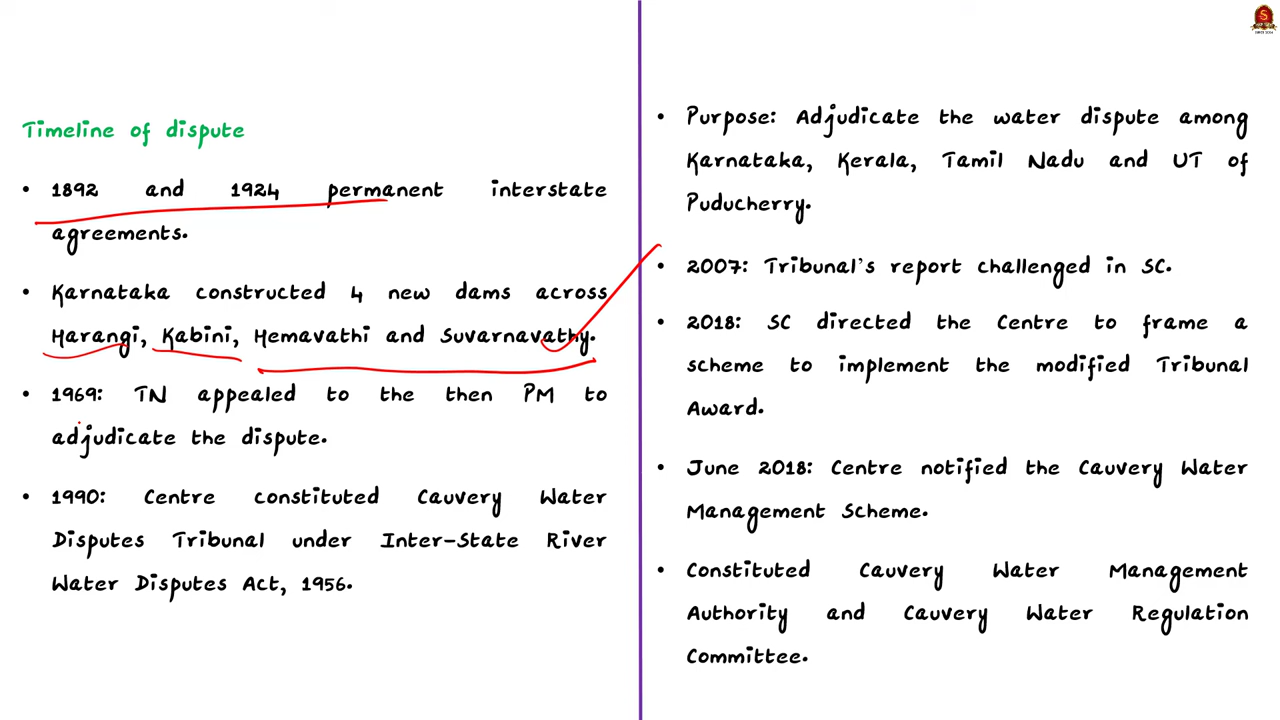 Timeline of dispute
• 1892 and 1924 permanent interstate
agreements.
• Karnataka constructed 4 new dams across
Harangi, Kabini, Hemavathi and Suvarnavathy.
• 1969: TN appealed to the then PM to
adjudicate the dispute.
• 1990: Centre constituted Cauvery Water
Disputes Tribunal under Inter-State River
Water Disputes Act, 1956.
• Purpose: Adjudicate the water dispute among
Karnataka, Kerala, Tamil Nadu and UT of
Puducherry.
• 2007: Tribunal's report challenged in SC.
• 2018: SC directed the Centre to frame a
scheme to implement the modified Tribunal
Award.
• June 2018: Centre notified the Cauvery Water
Management Scheme.
• Constituted Cauvery Water Management
Authority and Cauvery Water Regulation
Committee.